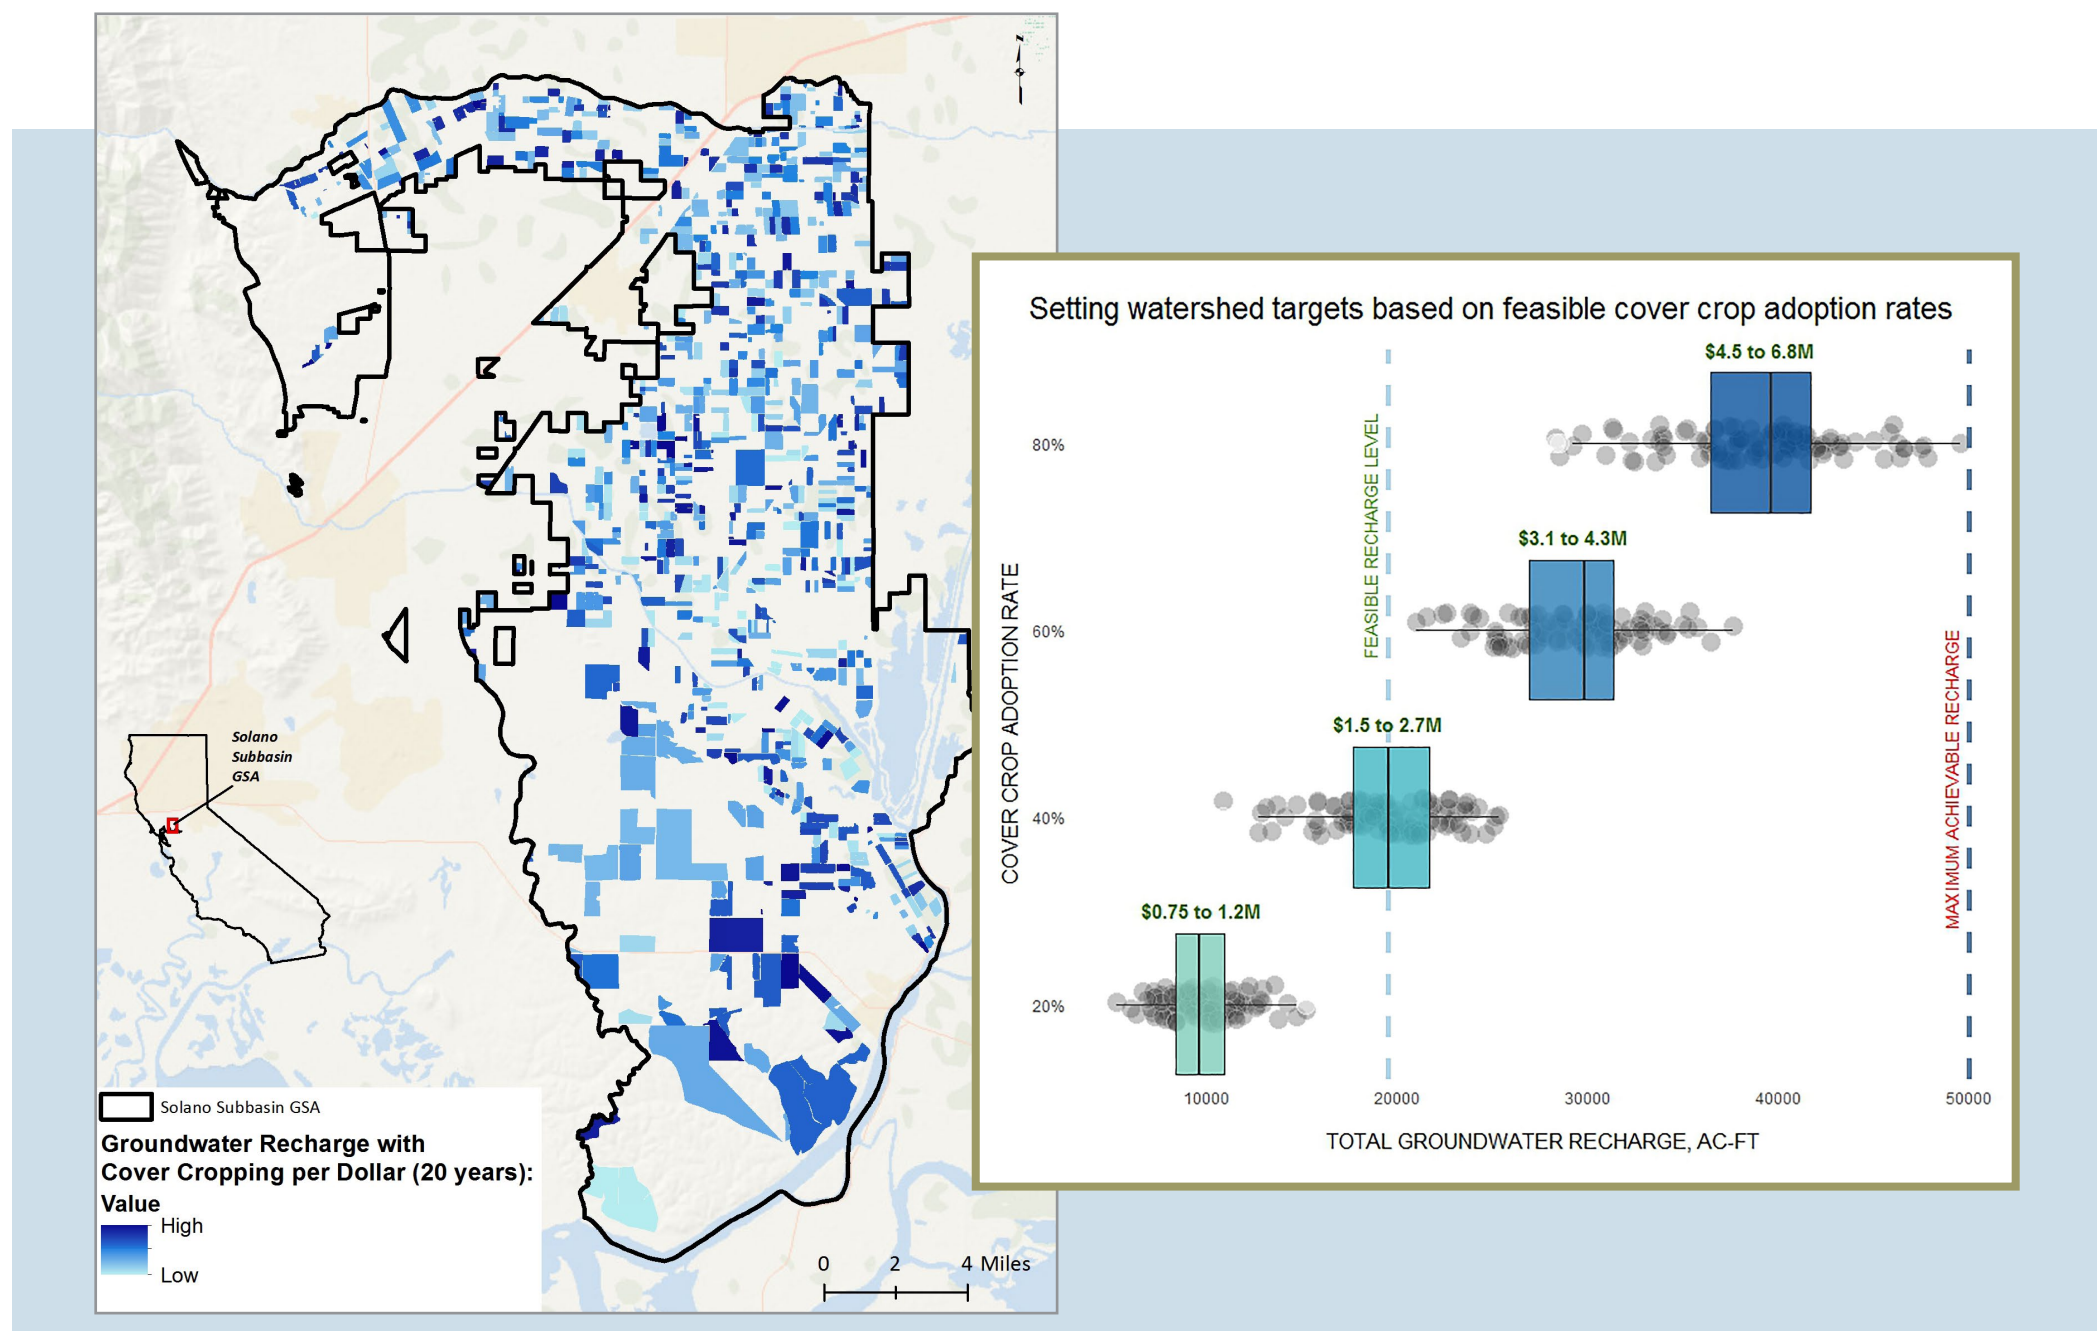 N
Solano
Subbasin
GSA
Solano Subbasin GSA
Groundwater Recharge with
Cover Cropping per Dollar (20 years):
Value
High
Low
0 2 4 Miles
Setting watershed targets based on feasible cover crop adoption rates
$4.5 to 6.8M
80%
FEASIBLE RECHARGE LEVEL
$3.1 to 4.3M
60%
COVER CROP ADOPTION RATE
MAXIMUM ACHIEVABLE RECHARGE
$1.5 to 2.7M
40%
$0.75 to 1.2M
20%
10000 20000 30000 40000 50000
TOTAL GROUNDWATER RECHARGE, AC-FT